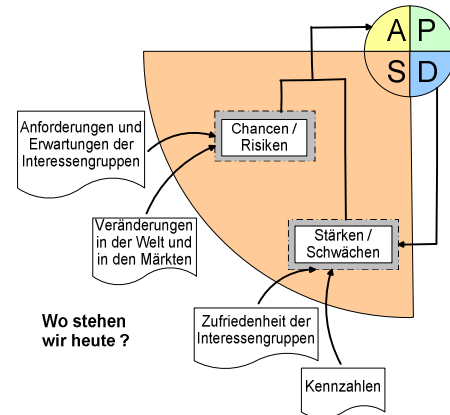 A P
S D
Anforderungen und
Erwartungen der
Interessengruppen
Chancen /
Risiken
Veränderungen
in der Welt und
in den Märkten
Stärken /
Schwächen
Wo stehen
wir heute ?
Zufriedenheit der
Interessengruppen
Kennzahlen